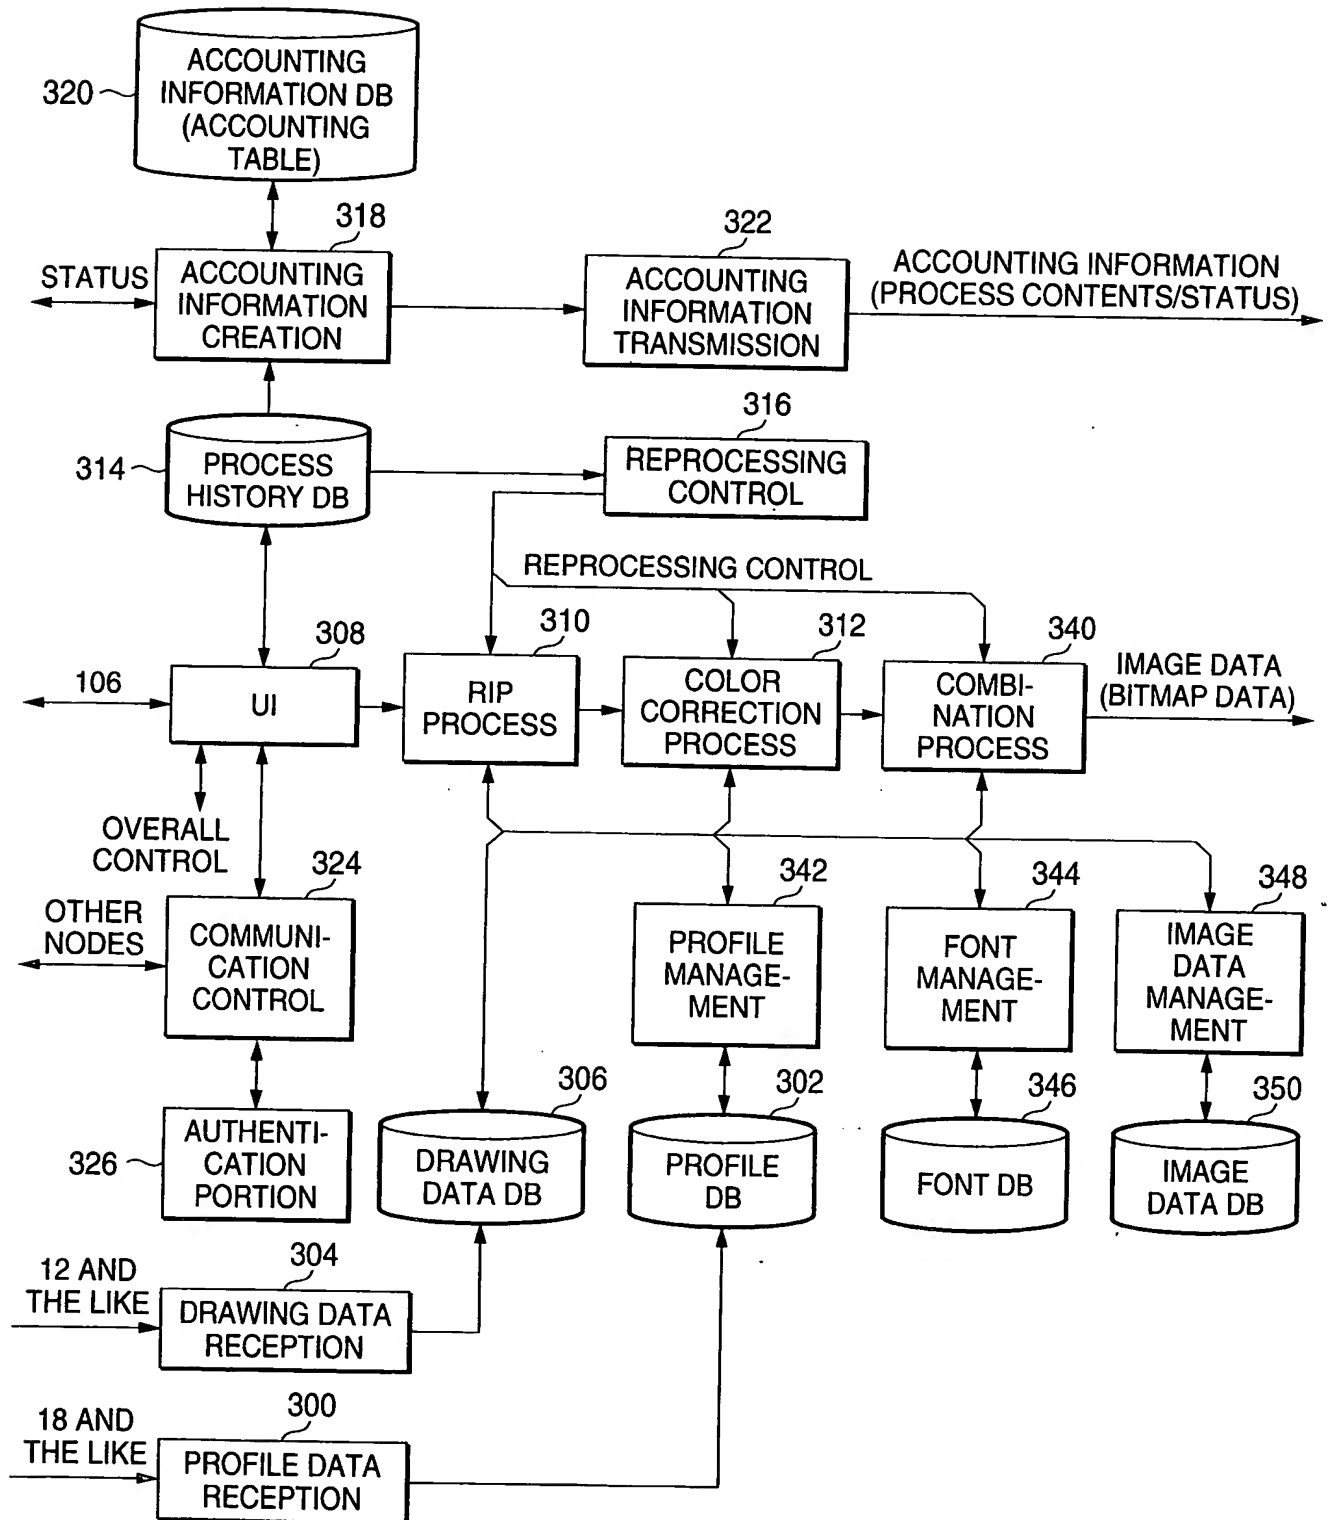 320
ACCOUNTING
INFORMATION DB
(ACCOUNTING
TABLE)
318
322
STATUS
ACCOUNTING
INFORMATION
CREATION
ACCOUNTING
INFORMATION
TRANSMISSION
ACCOUNTING INFORMATION
(PROCESS CONTENTS/STATUS)
314
PROCESS
HISTORY DB
316
REPROCESSING
CONTROL
REPROCESSING CONTROL
308
310
312
340
106
UI
RIP
PROCESS
COLOR
CORRECTION
PROCESS
COMBI-
NATION
PROCESS
IMAGE DATA
(BITMAP DATA)
OVERALL
CONTROL
324
342
344
348
OTHER
NODES
COMMUNI-
CATION
CONTROL
PROFILE
MANAGE-
MENT
FONT
MANAGE-
MENT
IMAGE
DATA
MANAGE-
MENT
306
302
346
350
326
AUTHENTI-
CATION
PORTION
DRAWING
DATA DB
PROFILE
DB
FONT DB
IMAGE
DATA DB
12 AND
THE LIKE
304
DRAWING DATA
RECEPTION
18 AND
THE LIKE
300
PROFILE DATA
RECEPTION